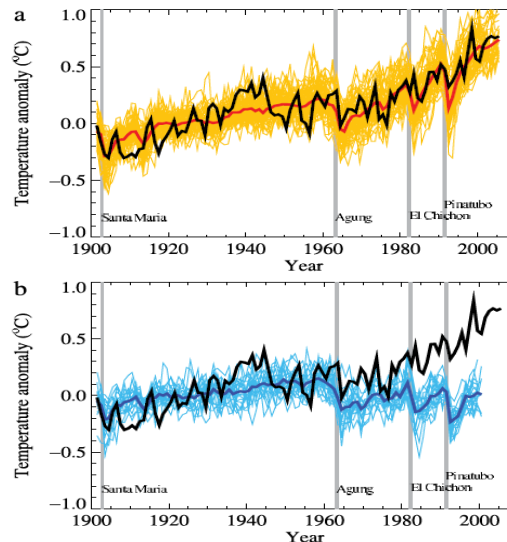 a
Temperature anomaly (°C)
1.0
0.5
0.0
−0.5
−1.0
Santa Maria
Agung
El Chichon
Pinatubo
1900 1920 1940 1960 1980 2000
Year
b
Temperature anomaly (°C)
1.0
0.5
0.0
−0.5
−1.0
Santa Maria
Agung
El Chichon
Pinatubo
1900 1920 1940 1960 1980 2000
Year